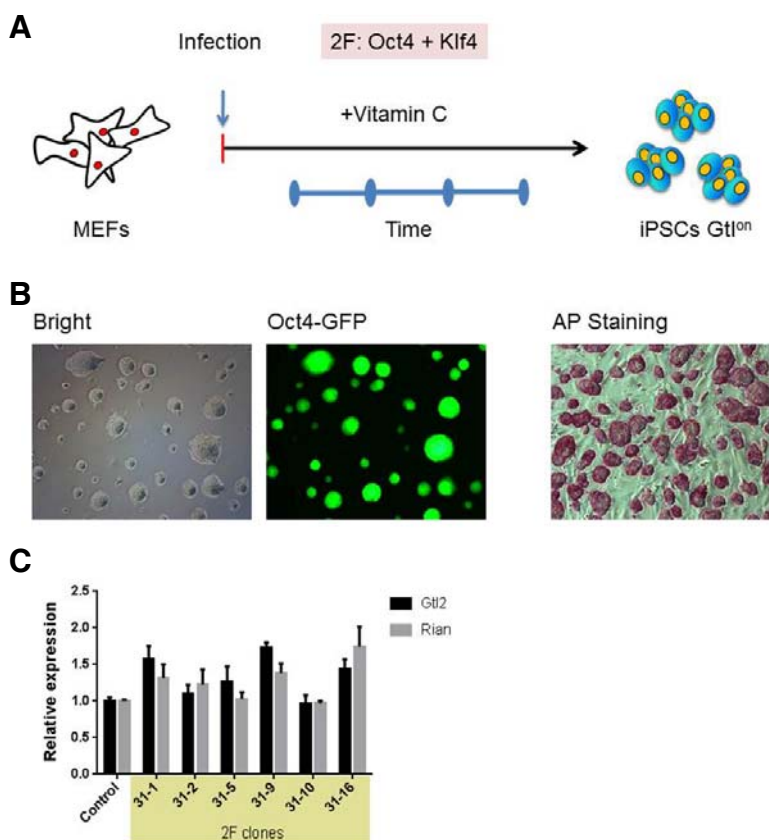 A
Infection
2F: Oct4 + Klf4
+Vitamin C
MEFs
Time
iPSCs Gtlᵒⁿ
B
Bright
Oct4-GFP
AP Staining
C
Relative expression
2.5
2.0
1.5
1.0
0.5
0.0
Gtl2
Rian
Control
31-1
31-2
31-5
31-9
31-10
31-16
2F clones